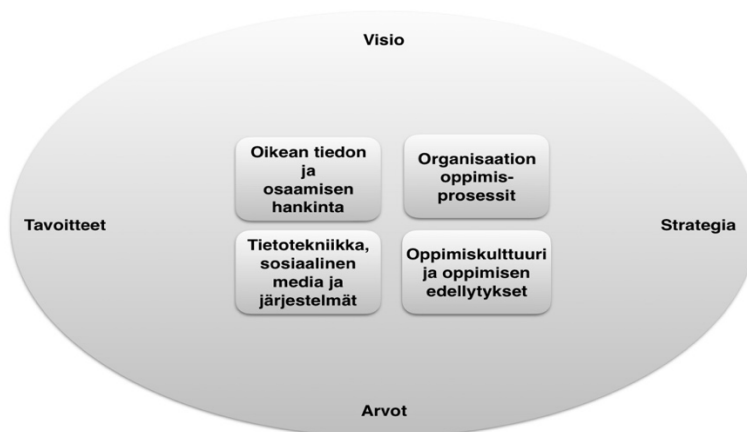 Visio
Oikean tiedon
ja
osaamisen
hankinta
Organisaation
oppimis-
prosessit
Tavoitteet
Strategia
Tietotekniikka,
sosiaalinen
media ja
järjestelmät
Oppimiskulttuuri
ja oppimisen
edellytykset
Arvot